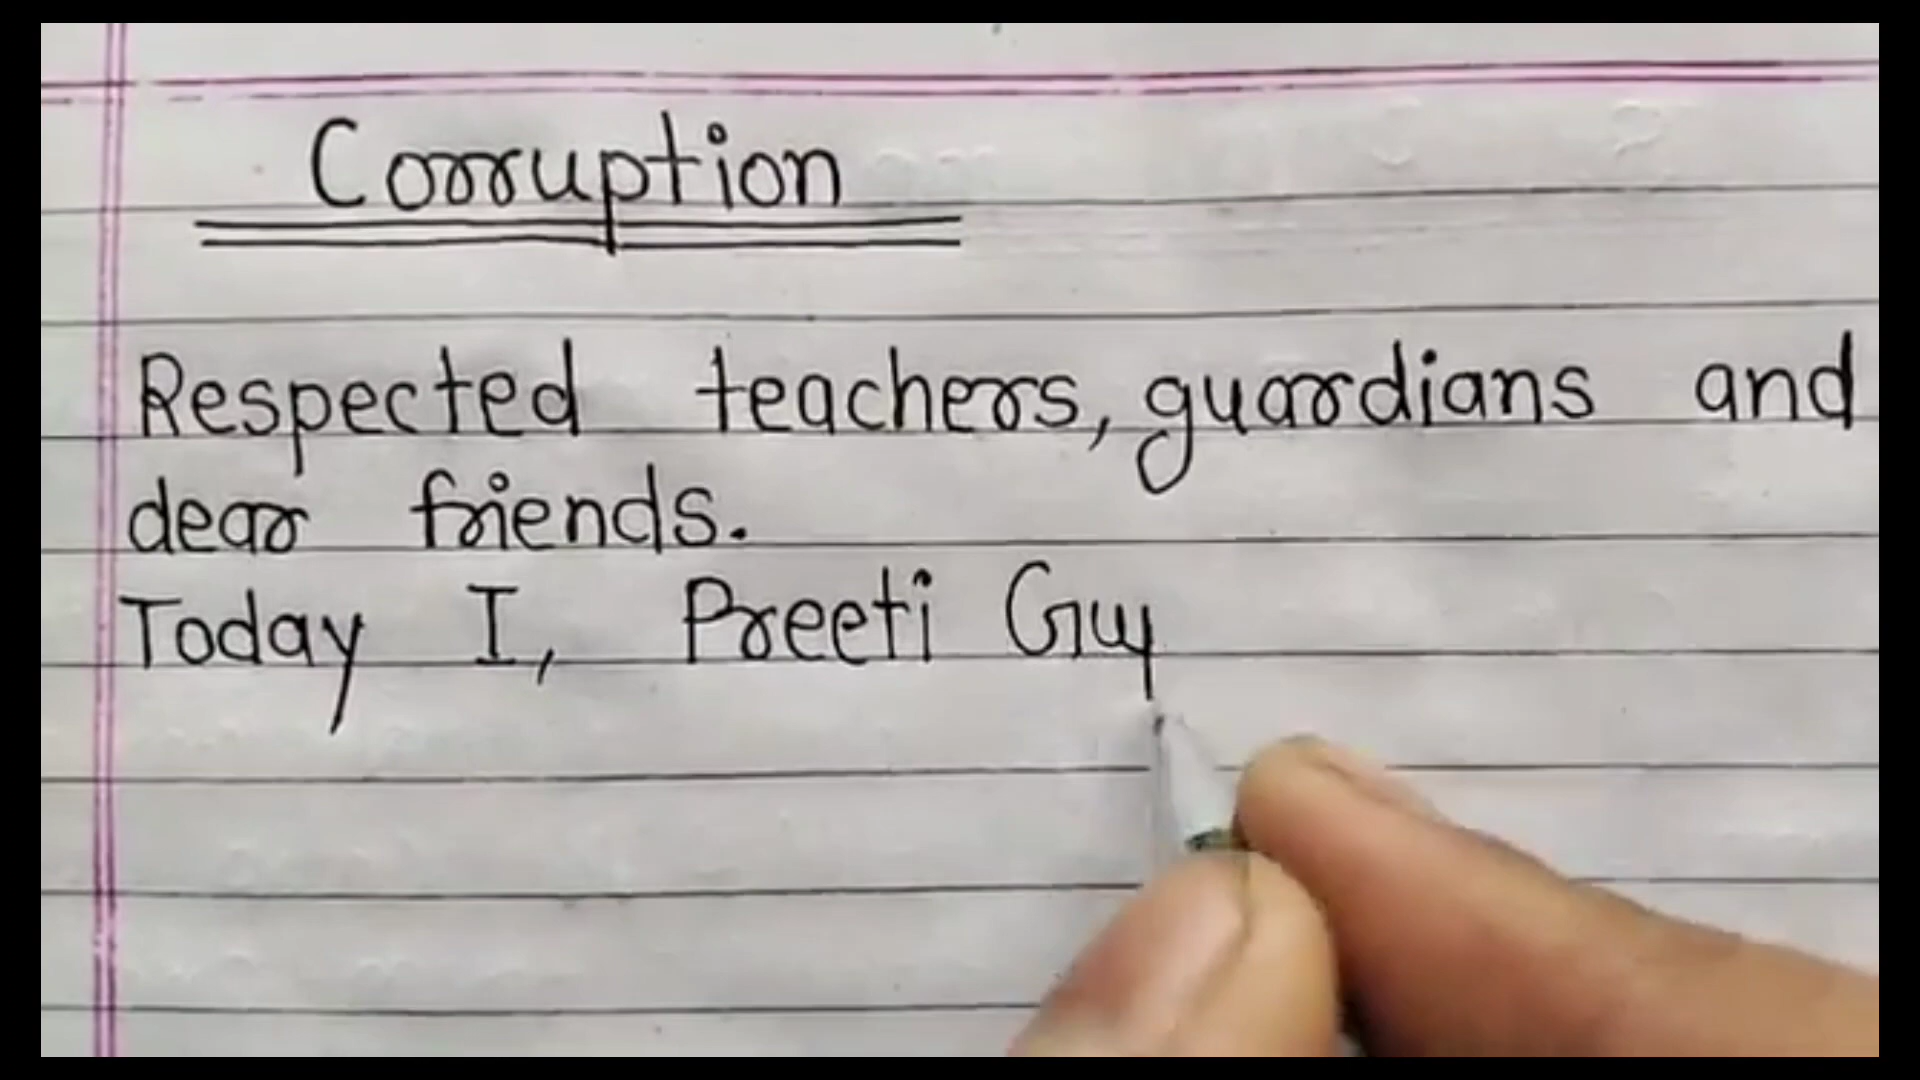 Corruption
Respected teachers, guardians and
dear friends.
Today I, Preeti